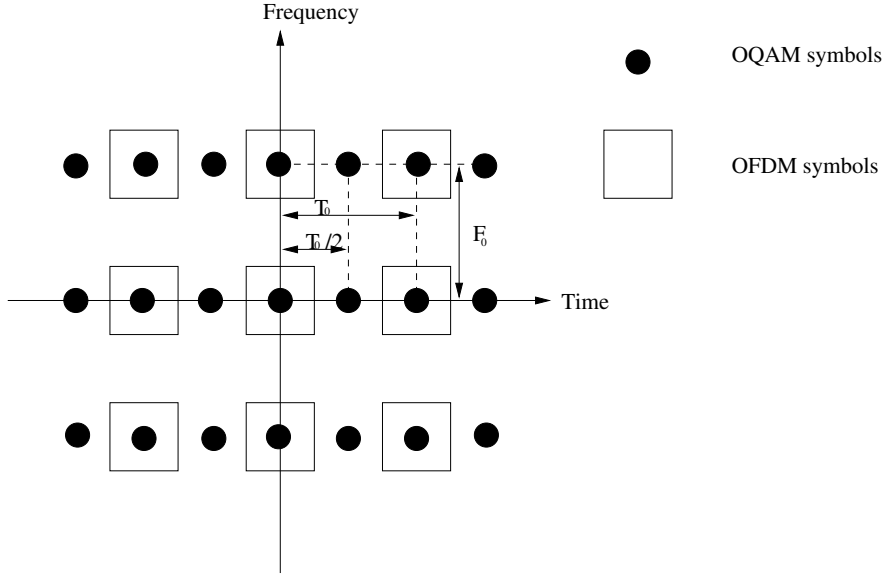 Frequency
OQAM symbols
OFDM symbols
T₀
T₀/2
F₀
Time